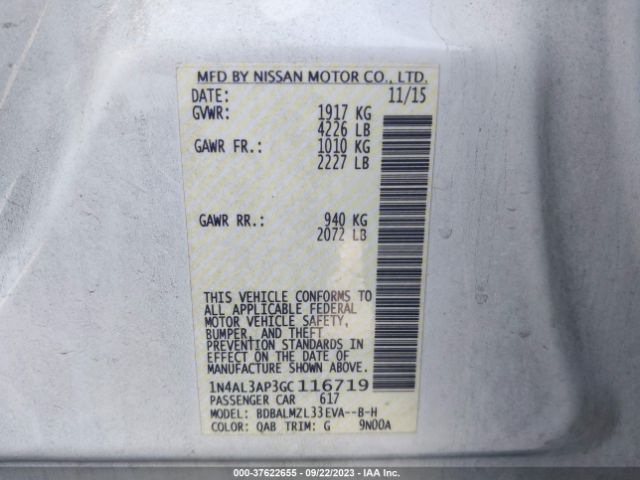 MFD BY NISSAN MOTOR CO., LTD.
DATE: 11/15
GVWR: 1917 KG
4226 LB
GAWR FR.: 1010 KG
2227 LB
GAWR RR.: 940 KG
2072 LB
THIS VEHICLE CONFORMS TO
ALL APPLICABLE FEDERAL
MOTOR VEHICLE SAFETY,
BUMPER, AND THEFT
PREVENTION STANDARDS IN
EFFECT ON THE DATE OF
MANUFACTURE SHOWN ABOVE.
1N4AL3AP3GC116719
PASSENGER CAR 617
MODEL: BDBALMZL33EVA--B-H
COLOR: QAB TRIM: G 9N00A
000-37622655 - 09/22/2023 - IAA Inc.